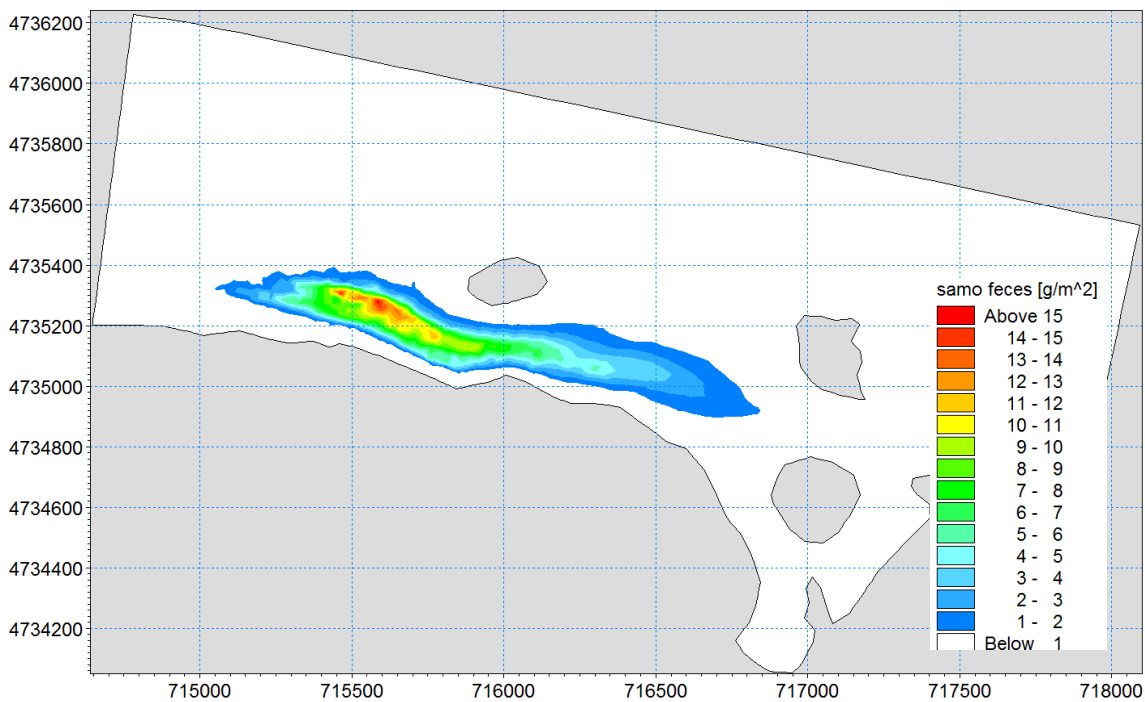 4736200
4736000
4735800
4735600
4735400
4735200
4735000
4734800
4734600
4734400
4734200
samo feces [g/m^2]
Above 15
14 - 15
13 - 14
12 - 13
11 - 12
10 - 11
9 - 10
8 - 9
7 - 8
6 - 7
5 - 6
4 - 5
3 - 4
2 - 3
1 - 2
Below 1
715000 715500 716000 716500 717000 717500 718000